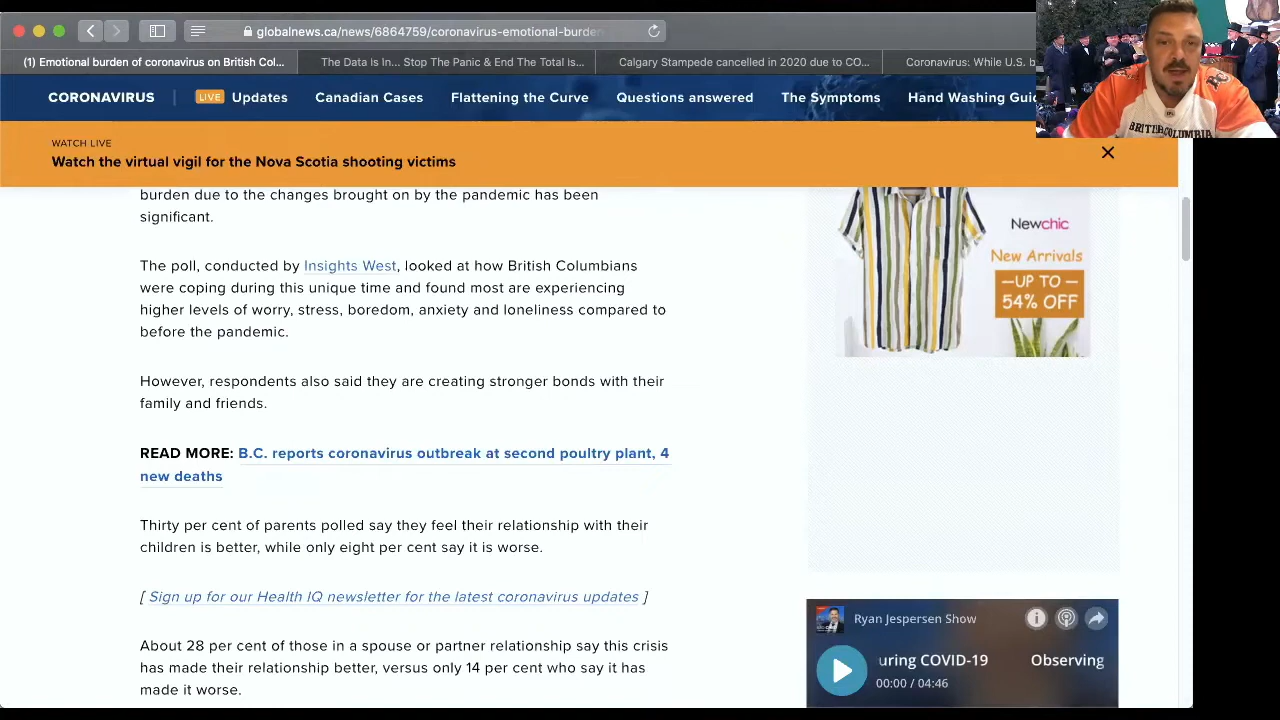 globalnews.ca/news/6864759/coronavirus-emotional-burden
(1) Emotional burden of coronavirus on British Col...
The Data Is In... Stop The Panic & End The Total Is...
Calgary Stampede cancelled in 2020 due to CO...
Coronavirus: While U.S. b
CORONAVIRUS
LIVE Updates
Canadian Cases
Flattening the Curve
Questions answered
The Symptoms
Hand Washing Guid
BRITISH COLUMBIA
WATCH LIVE
Watch the virtual vigil for the Nova Scotia shooting victims
burden due to the changes brought on by the pandemic has been
significant.
The poll, conducted by Insights West, looked at how British Columbians
were coping during this unique time and found most are experiencing
higher levels of worry, stress, boredom, anxiety and loneliness compared to
before the pandemic.
However, respondents also said they are creating stronger bonds with their
family and friends.
READ MORE: B.C. reports coronavirus outbreak at second poultry plant, 4
new deaths
Thirty per cent of parents polled say they feel their relationship with their
children is better, while only eight per cent say it is worse.
[ Sign up for our Health IQ newsletter for the latest coronavirus updates ]
About 28 per cent of those in a spouse or partner relationship say this crisis
has made their relationship better, versus only 14 per cent who say it has
made it worse.
Newchic
New Arrivals
—UP TO—
54% OFF
Ryan Jespersen Show
uring COVID-19
Observing
00:00 / 04:46